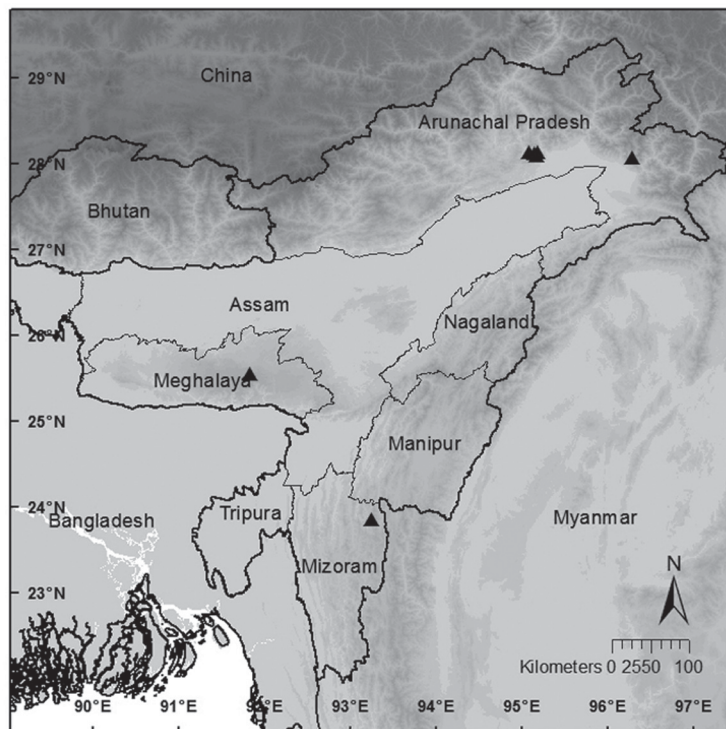 29°N
China
Arunachal Pradesh
28°N
Bhutan
27°N
Assam
Nagaland
26°N
Meghalaya
25°N
Manipur
24°N
Bangladesh
Tripura
Myanmar
Mizoram
23°N
N
Kilometers 0 2550 100
90°E 91°E 92°E 93°E 94°E 95°E 96°E 97°E